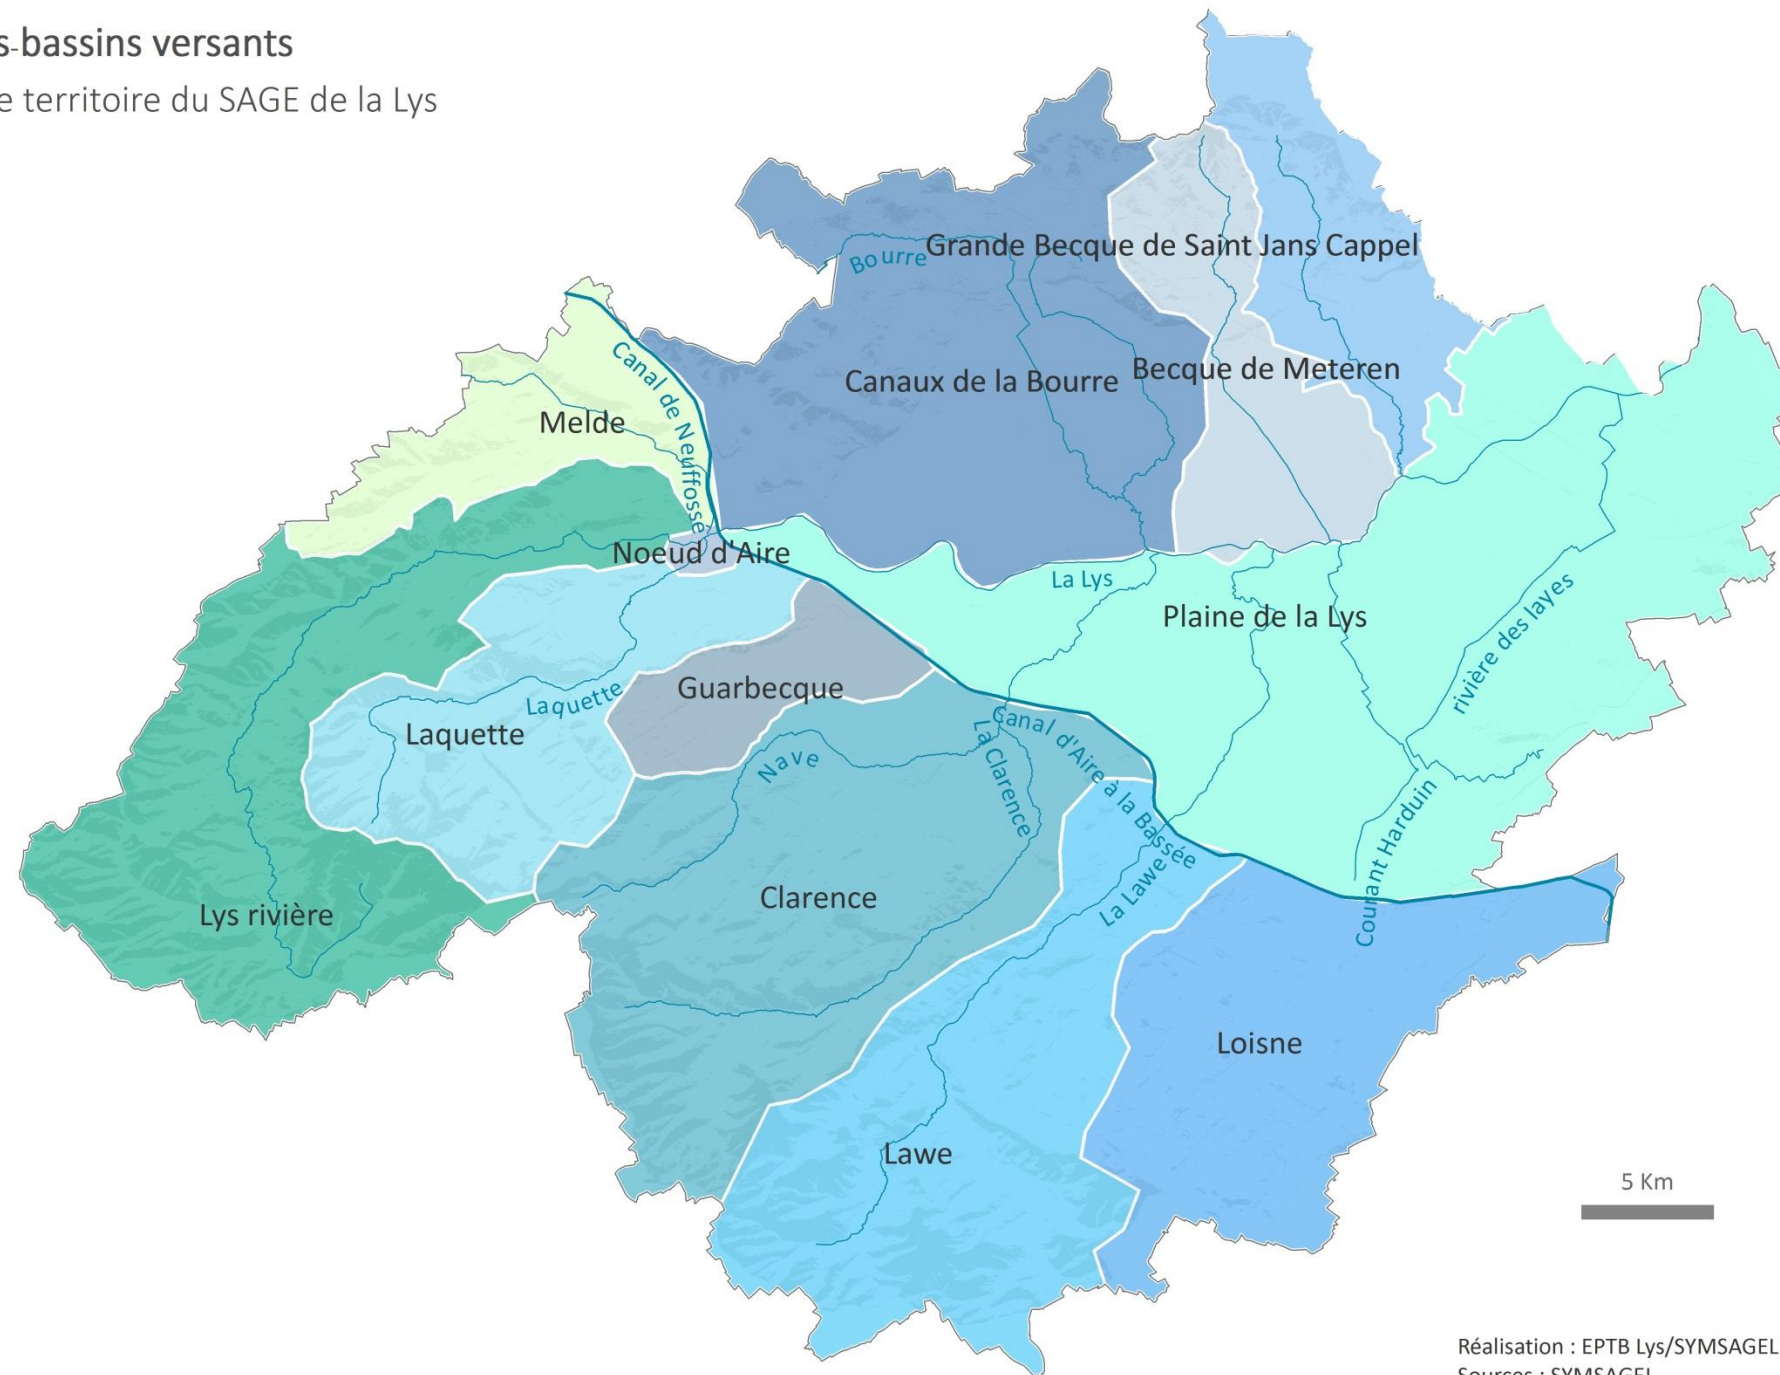 s-bassins versants
e territoire du SAGE de la Lys
Bourre
Grande Becque de Saint Jans Cappel
Canal de Neuffossé
Canaux de la Bourre
Becque de Meteren
Melde
Noeud d'Aire
La Lys
Plaine de la Lys
rivière des layes
Guarbecque
Laquette
Laquette
Nave
La Clarence
Canal d'Aire à la Bassée
Courant Harduin
La Lawe
Clarence
Lys rivière
Loisne
Lawe
5 Km
Réalisation : EPTB Lys/SYMSAGEL
Sources : SYMSAGEL